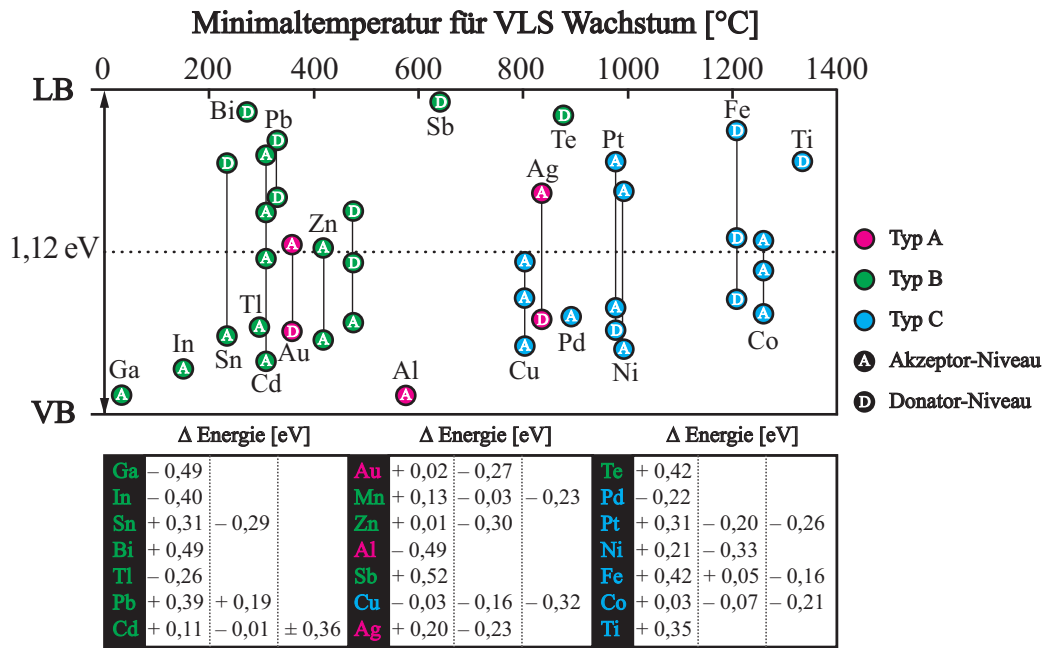 Minimaltemperatur für VLS Wachstum [°C]
0 200 400 600 800 1000 1200 1400
LB
Bi D Pb D A D Sb D Te D Pt A Fe D Ti D
D A D D Ag A A
1,12 eV
Zn A A A D D A D A D A
Typ A
Typ B
Typ C
A Akzeptor-Niveau
D Donator-Niveau
Tl A Sn A Au D A A Cu A A D Pd A A D Ni A D Co A
Ga A In A Cd A Al A
VB
Δ Energie [eV] Δ Energie [eV] Δ Energie [eV]
Ga – 0,49 Au + 0,02 – 0,27 Te + 0,42
In – 0,40 Mn + 0,13 – 0,03 – 0,23 Pd – 0,22
Sn + 0,31 – 0,29 Zn + 0,01 – 0,30 Pt + 0,31 – 0,20 – 0,26
Bi + 0,49 Al – 0,49 Ni + 0,21 – 0,33
Tl – 0,26 Sb + 0,52 Fe + 0,42 + 0,05 – 0,16
Pb + 0,39 + 0,19 Cu – 0,03 – 0,16 – 0,32 Co + 0,03 – 0,07 – 0,21
Cd + 0,11 – 0,01 ± 0,36 Ag + 0,20 – 0,23 Ti + 0,35